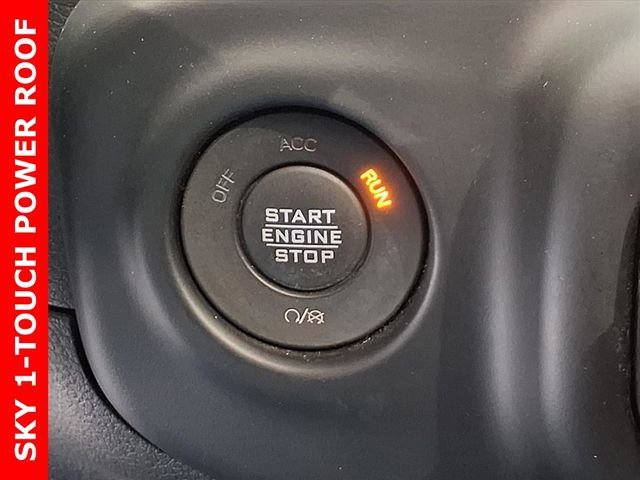 SKY 1-TOUCH POWER ROOF
ACC
OFF
RUN
START
ENGINE
STOP